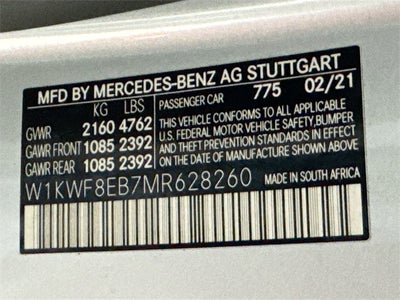 MFD BY MERCEDES-BENZ AG STUTTGART
KG LBS PASSENGER CAR 775 02/21
GVWR 2160 4762
GAWR FRONT 1085 2392
GAWR REAR 1085 2392
THIS VEHICLE CONFORMS TO ALL APPLICABLE
U.S. FEDERAL MOTOR VEHICLE SAFETY,BUMPER
AND THEFT PREVENTION STANDARDS IN
EFFECT ON THE DATE OF MANUFACTURE SHOWN ABOVE.
W1KWF8EB7MR628260 MADE IN SOUTH AFRICA